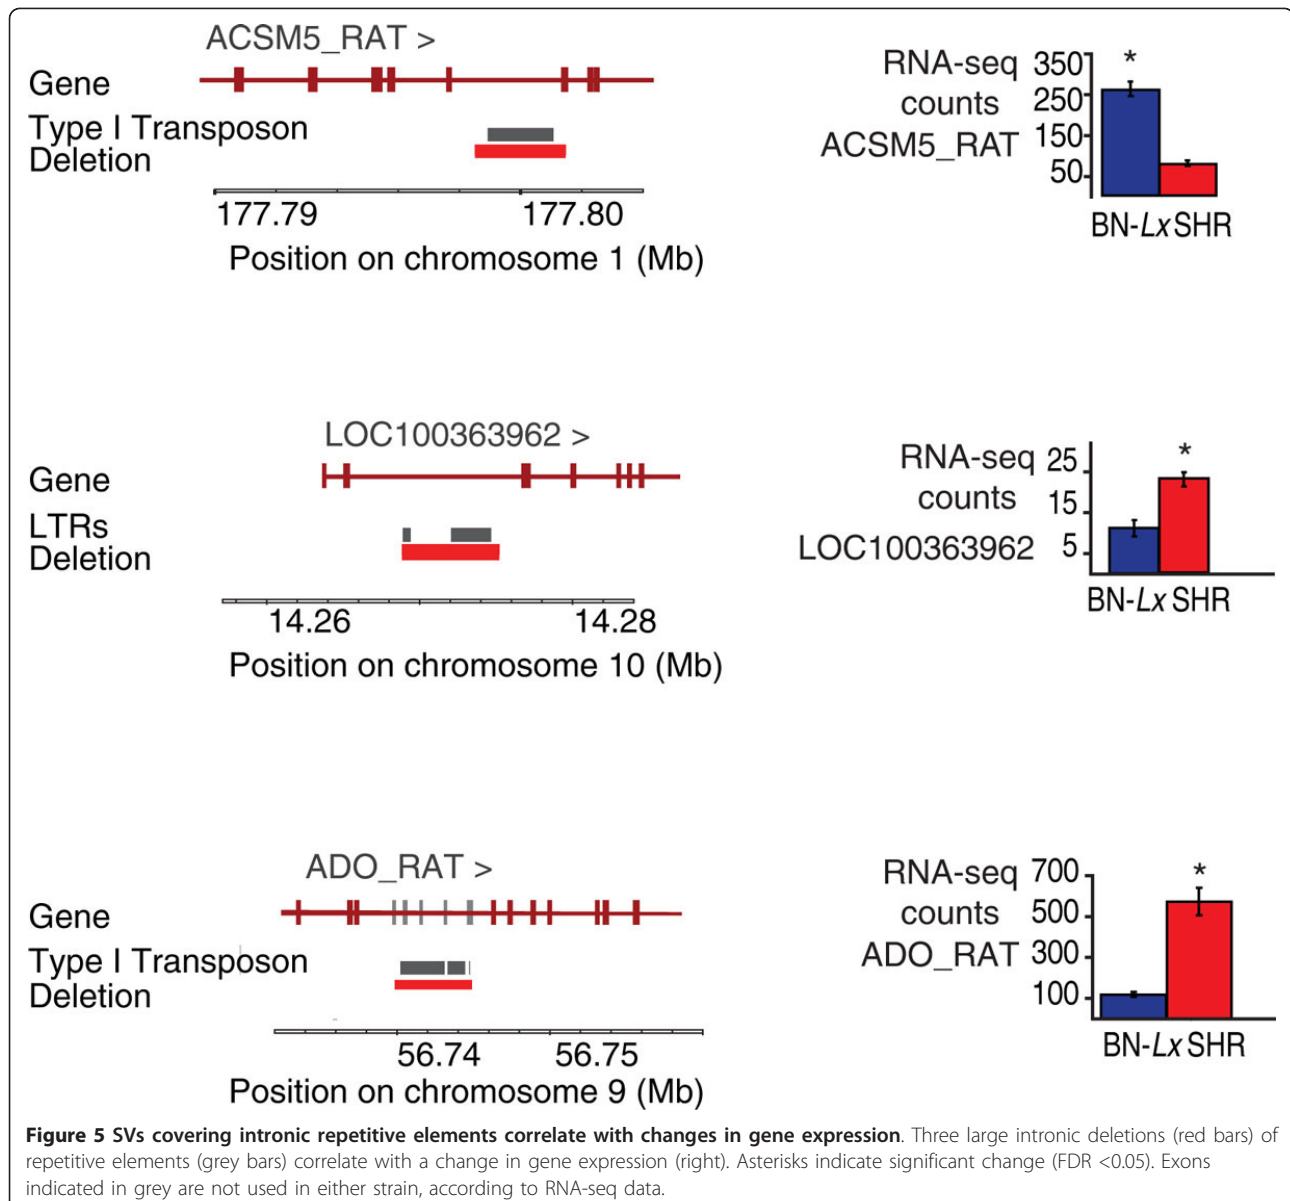 ACSM5_RAT >
Gene
Type I Transposon
Deletion
177.79 177.80
Position on chromosome 1 (Mb)
RNA-seq
counts
ACSM5_RAT
350
250
150
50
*
BN-Lx SHR
LOC100363962 >
Gene
LTRs
Deletion
14.26 14.28
Position on chromosome 10 (Mb)
RNA-seq
counts
LOC100363962
25
15
5
*
BN-Lx SHR
ADO_RAT >
Gene
Type I Transposon
Deletion
56.74 56.75
Position on chromosome 9 (Mb)
RNA-seq
counts
ADO_RAT
700
500
300
100
*
BN-Lx SHR
Figure 5 SVs covering intronic repetitive elements correlate with changes in gene expression. Three large intronic deletions (red bars) of
repetitive elements (grey bars) correlate with a change in gene expression (right). Asterisks indicate significant change (FDR <0.05). Exons
indicated in grey are not used in either strain, according to RNA-seq data.